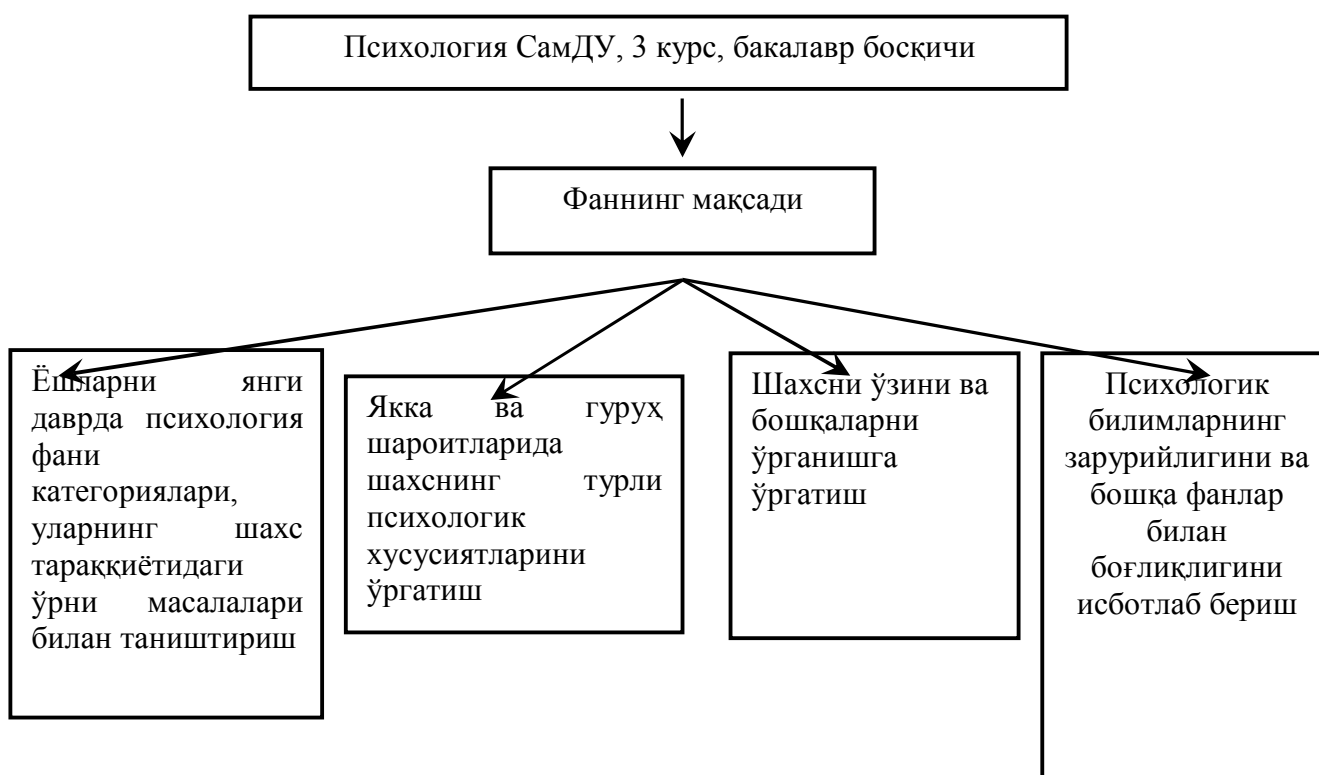 Психология СамДУ, 3 курс, бакалавр босқичи
Фаннинг мақсади
Ёшларни янги
даврда психология
фани
категориялари,
уларнинг шахс
тараққиётидаги
ўрни масалалари
билан таништириш
Якка ва гуруҳ
шароитларида
шахснинг турли
психологик
хусусиятларини
ўргатиш
Шахсни ўзини ва
бошқаларни
ўрганишга
ўргатиш
Психологик
билимларнинг
зарурийлигини ва
бошқа фанлар
билан
боғлиқлигини
исботлаб бериш